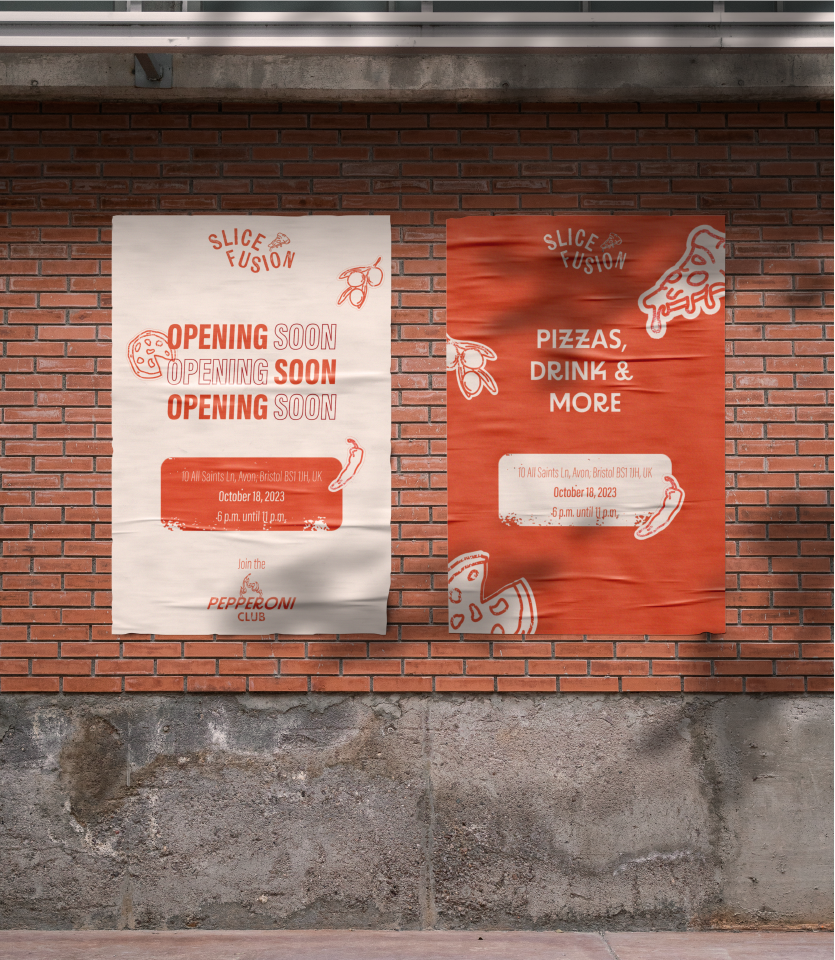 SLICE
FUSION
OPENING SOON
OPENING SOON
OPENING SOON
10 All Saints Ln, Avon, Bristol BS1 1JH, UK
October 18, 2023
6 p.m. until 11 p.m.
Join the
PEPPERONI
CLUB
SLICE
FUSION
PIZZAS,
DRINK &
MORE
10 All Saints Ln, Avon, Bristol BS1 1JH, UK
October 18, 2023
6 p.m. until 11 p.m.